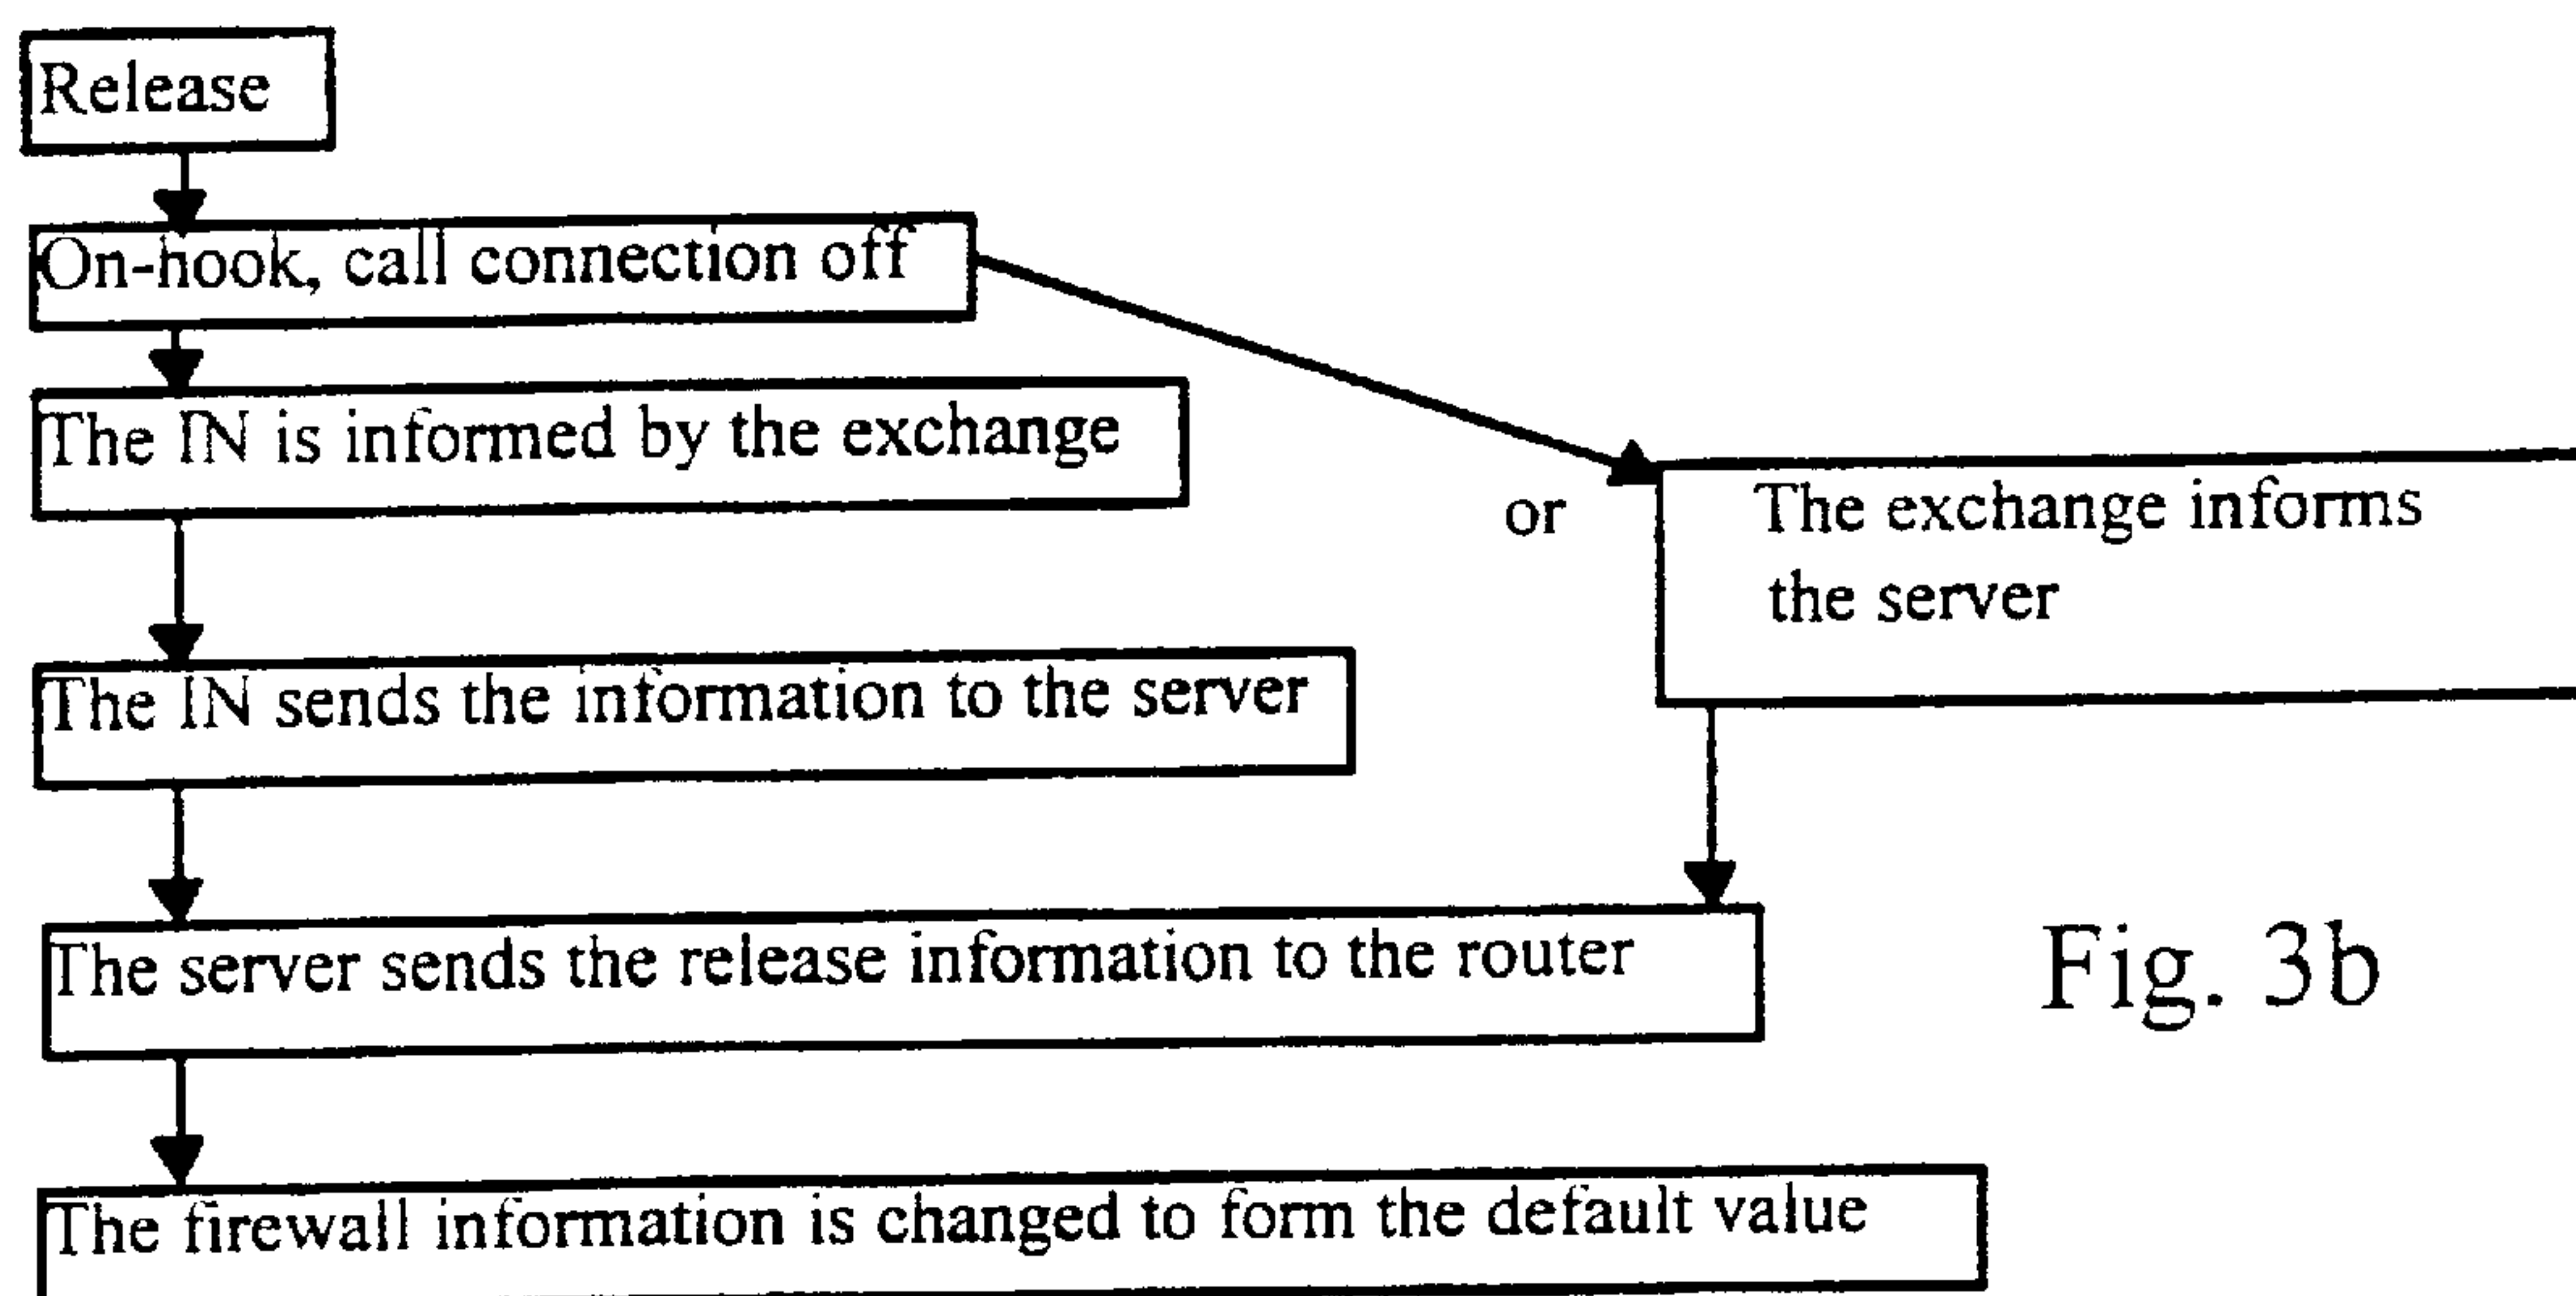 Release
On-hook, call connection off
The IN is informed by the exchange
or
The exchange informs
the server
The IN sends the information to the server
The server sends the release information to the router
Fig. 3b
The firewall information is changed to form the default value